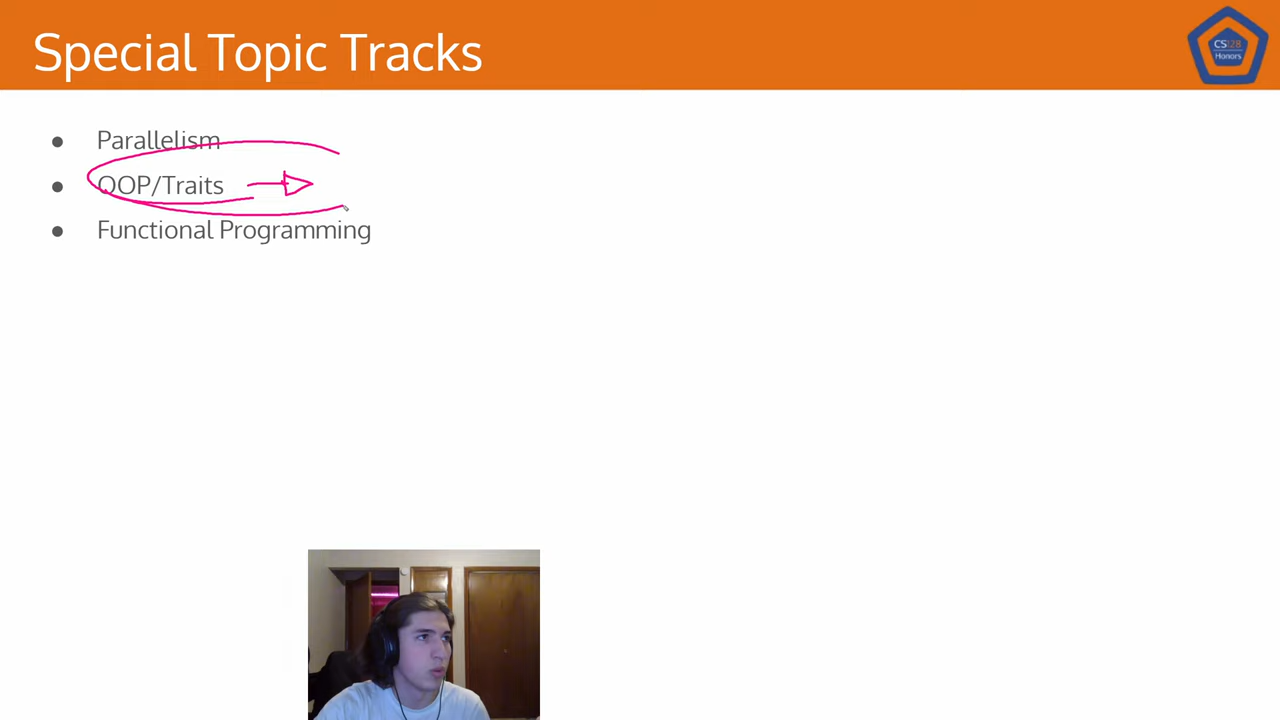 Special Topic Tracks
CS128
Honors
● Parallelism
● OOP/Traits
● Functional Programming